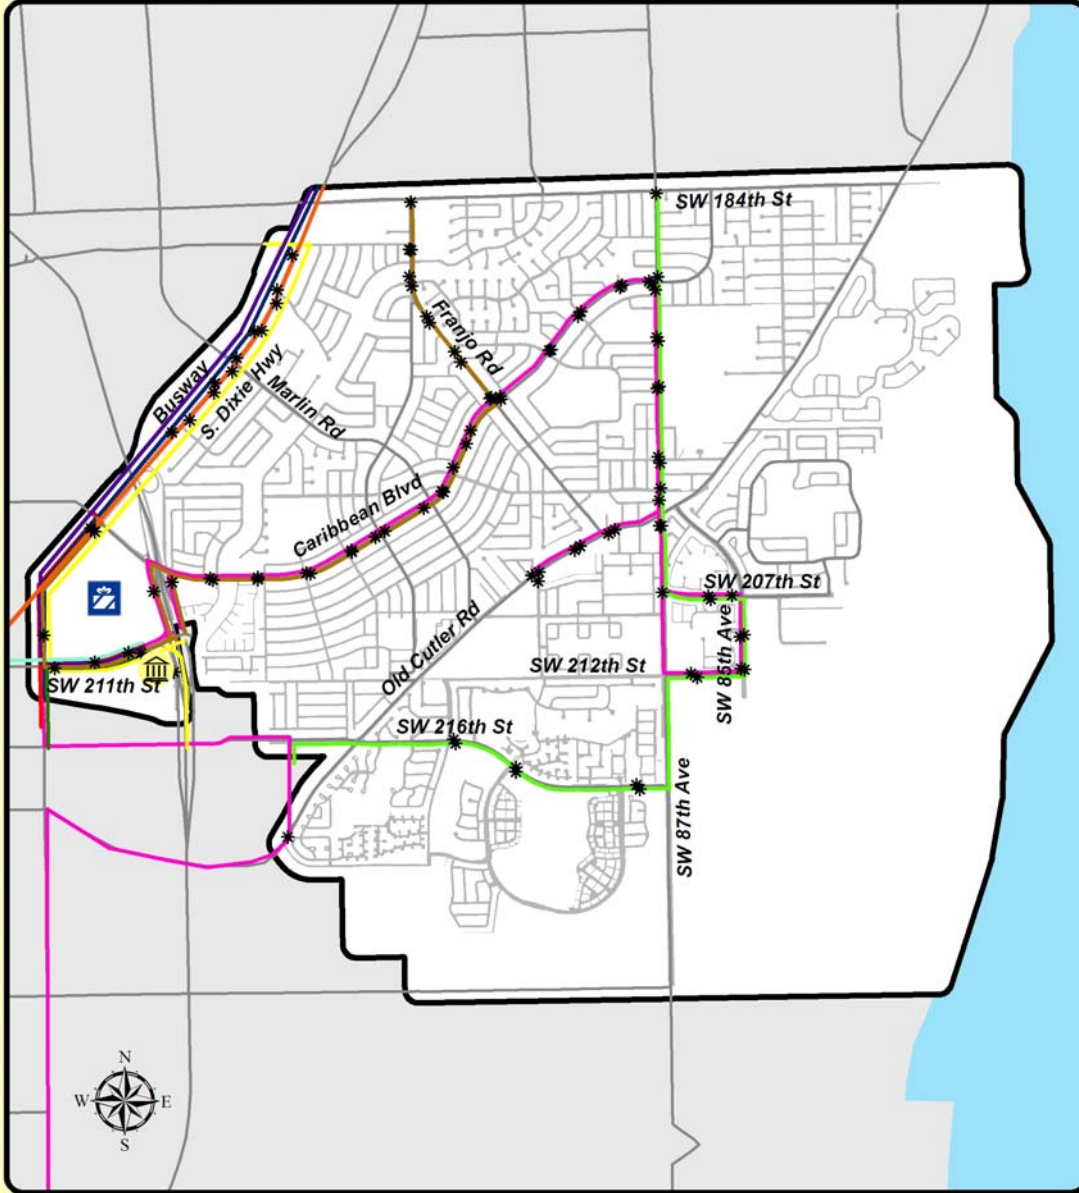 SW 184th St
Franjo Rd
Busway
S. Dixie Hwy
Marlin Rd
Caribbean Blvd
SW 207th St
Old Cutler Rd
SW 85th Ave
SW 212th St
SW 211th St
SW 216th St
SW 87th Ave
N
W
E
S